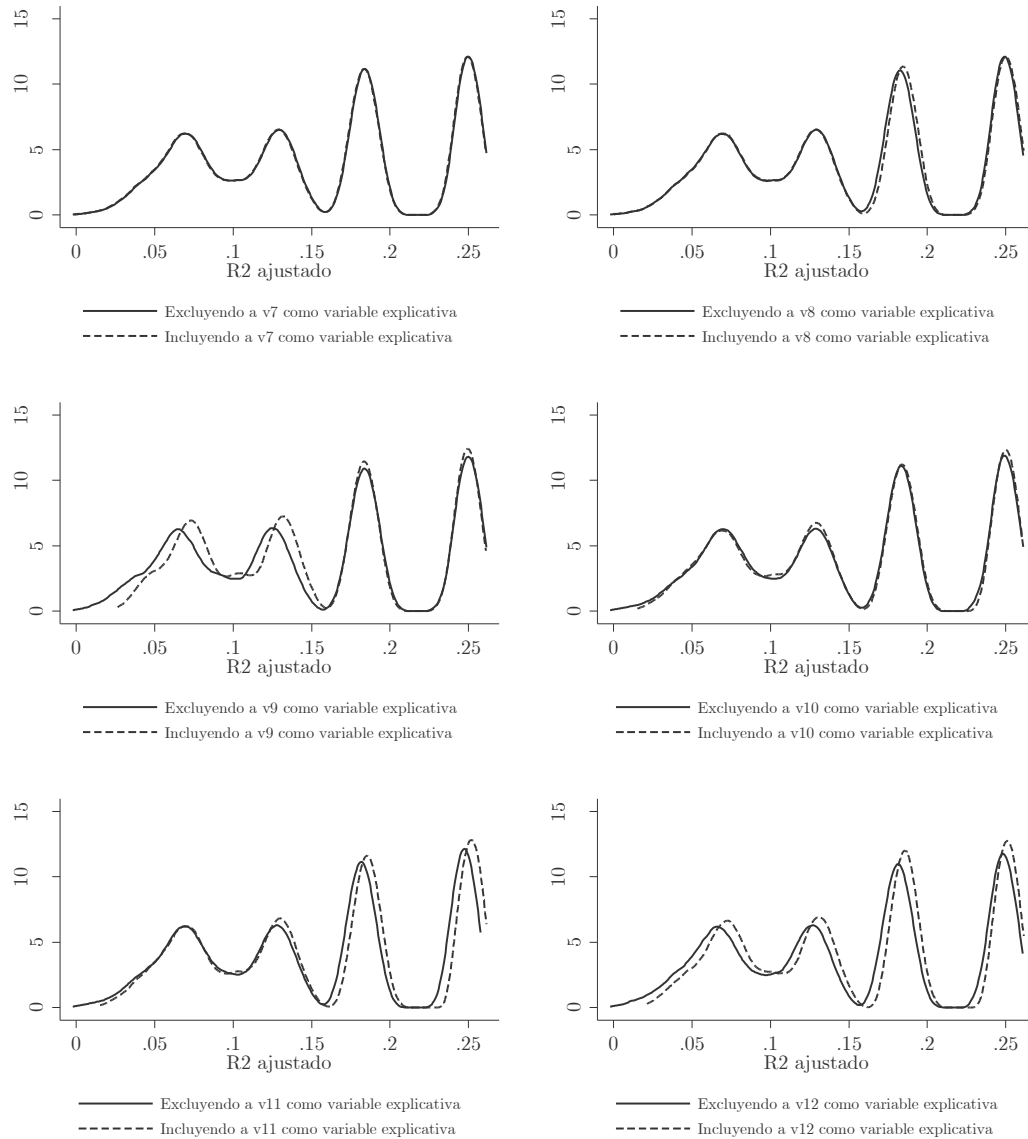 15
10
5
0
0 .05 .1 .15 .2 .25
R2 ajustado
Excluyendo a v7 como variable explicativa
Incluyendo a v7 como variable explicativa
15
10
5
0
0 .05 .1 .15 .2 .25
R2 ajustado
Excluyendo a v8 como variable explicativa
Incluyendo a v8 como variable explicativa
15
10
5
0
0 .05 .1 .15 .2 .25
R2 ajustado
Excluyendo a v9 como variable explicativa
Incluyendo a v9 como variable explicativa
15
10
5
0
0 .05 .1 .15 .2 .25
R2 ajustado
Excluyendo a v10 como variable explicativa
Incluyendo a v10 como variable explicativa
15
10
5
0
0 .05 .1 .15 .2 .25
R2 ajustado
Excluyendo a v11 como variable explicativa
Incluyendo a v11 como variable explicativa
15
10
5
0
0 .05 .1 .15 .2 .25
R2 ajustado
Excluyendo a v12 como variable explicativa
Incluyendo a v12 como variable explicativa